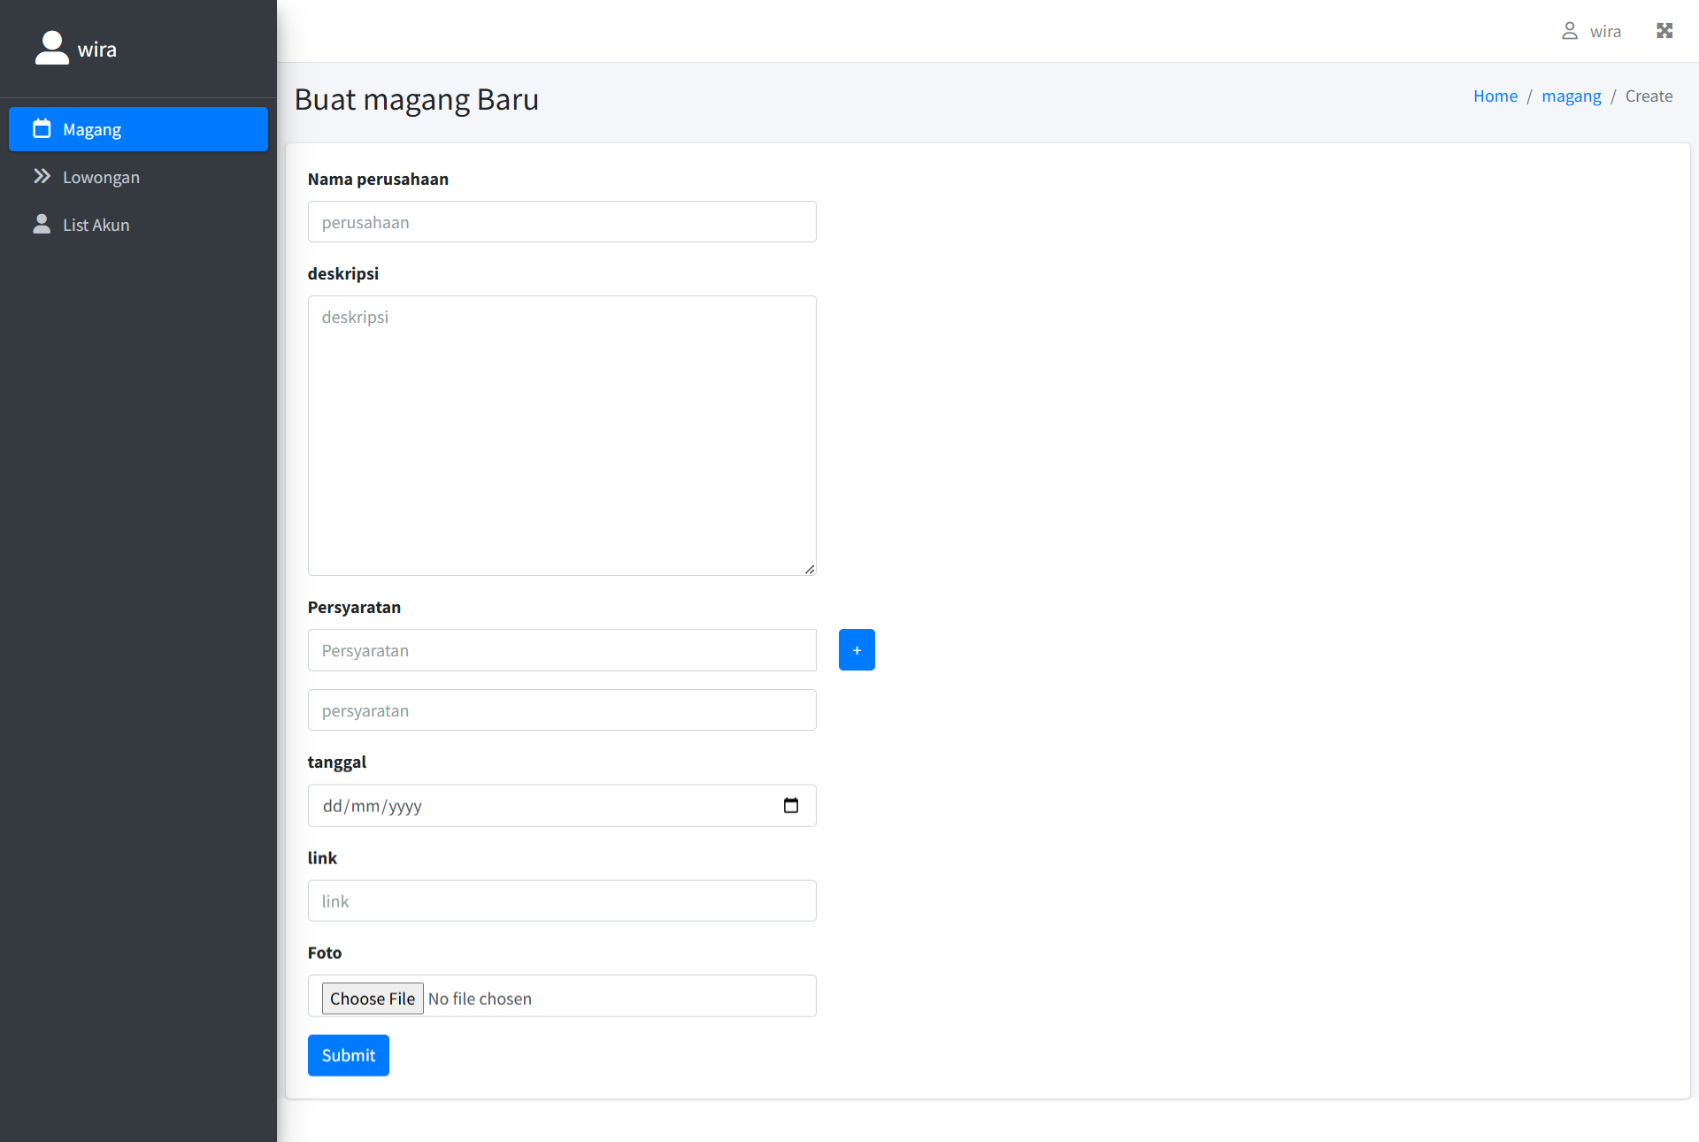 wira
Magang
Lowongan
List Akun
wira
Buat magang Baru
Home / magang / Create
Nama perusahaan
perusahaan
deskripsi
deskripsi
Persyaratan
Persyaratan
+
persyaratan
tanggal
dd/mm/yyyy
link
link
Foto
Choose File No file chosen
Submit